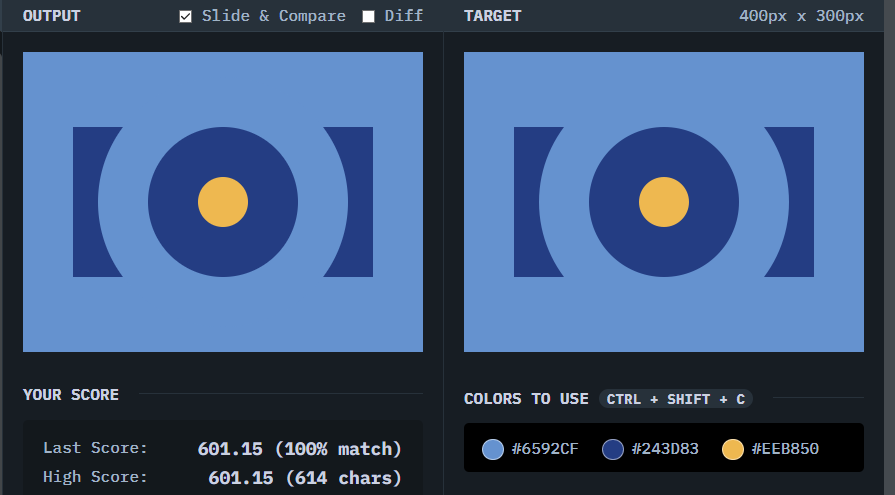 OUTPUT
Slide & Compare
Diff
TARGET
400px x 300px
YOUR SCORE
Last Score: 601.15 (100% match)
High Score: 601.15 (614 chars)
COLORS TO USE CTRL + SHIFT + C
#6592CF #243D83 #EEB850